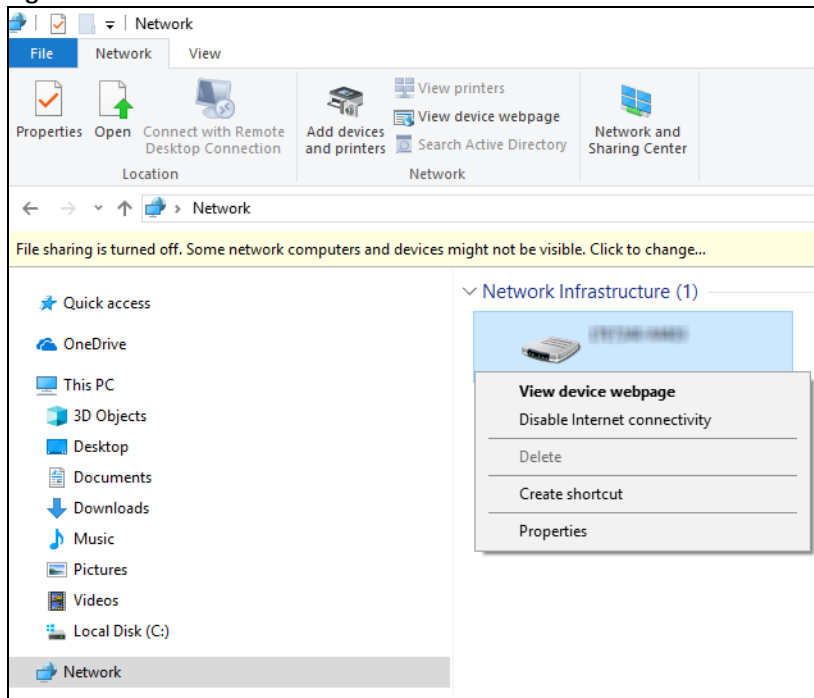 Network
File Network View
Properties Open Connect with Remote Desktop Connection
Add devices and printers
View printers
View device webpage
Search Active Directory
Network and Sharing Center
Location Network
Network
File sharing is turned off. Some network computers and devices might not be visible. Click to change...
Quick access
OneDrive
This PC
3D Objects
Desktop
Documents
Downloads
Music
Pictures
Videos
Local Disk (C:)
Network
Network Infrastructure (1)
View device webpage
Disable Internet connectivity
Delete
Create shortcut
Properties